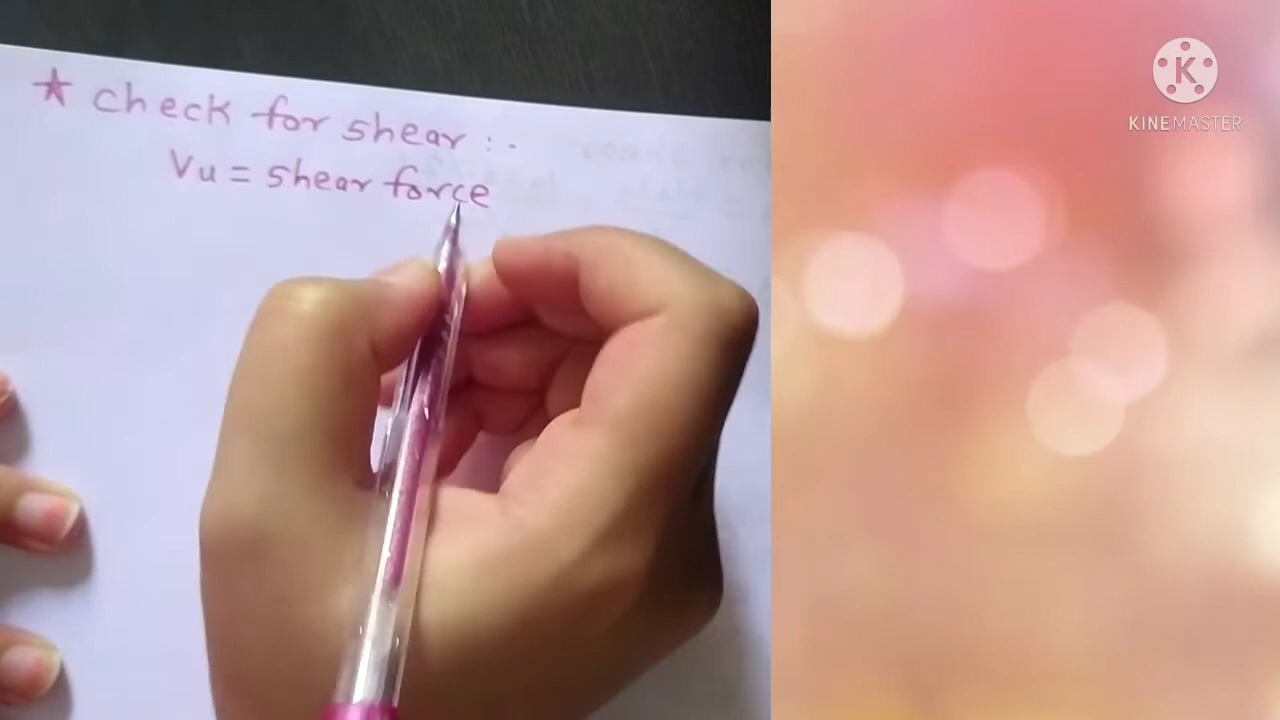 ★ check for shear :-
Vu = shear force
K
KINEMASTER